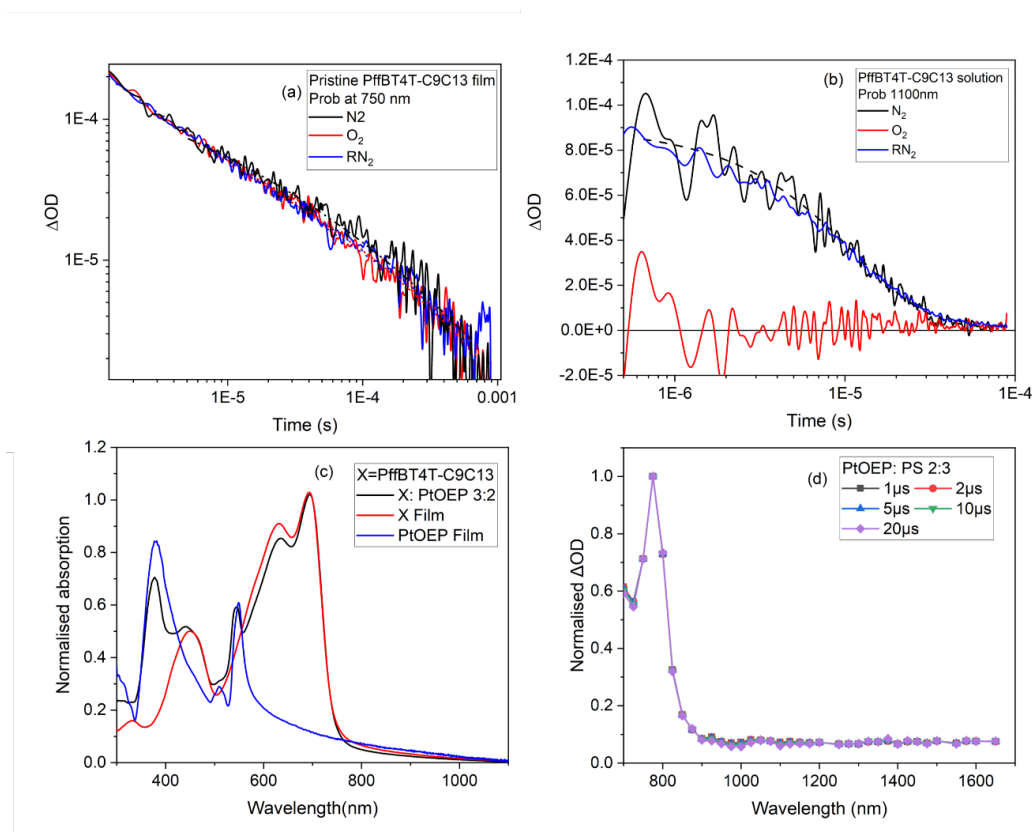 (a)
Pristine PffBT4T-C9C13 film
Prob at 750 nm
N2
O₂
RN₂
1E-4
1E-5
ΔOD
1E-5
1E-4
0.001
Time (s)
(b)
PffBT4T-C9C13 solution
Prob 1100nm
N₂
O₂
RN₂
1.2E-4
1.0E-4
8.0E-5
6.0E-5
4.0E-5
2.0E-5
0.0E+0
-2.0E-5
ΔOD
1E-6
1E-5
1E-4
Time (s)
(c)
X=PffBT4T-C9C13
X: PtOEP 3:2
X Film
PtOEP Film
1.2
1.0
0.8
0.6
0.4
0.2
0.0
Normalised absorption
400
600
800
1000
Wavelength(nm)
(d)
PtOEP: PS 2:3
1µs 2µs
5µs 10µs
20µs
1.0
0.8
0.6
0.4
0.2
0.0
Normalised ΔOD
800
1000
1200
1400
1600
Wavelength (nm)